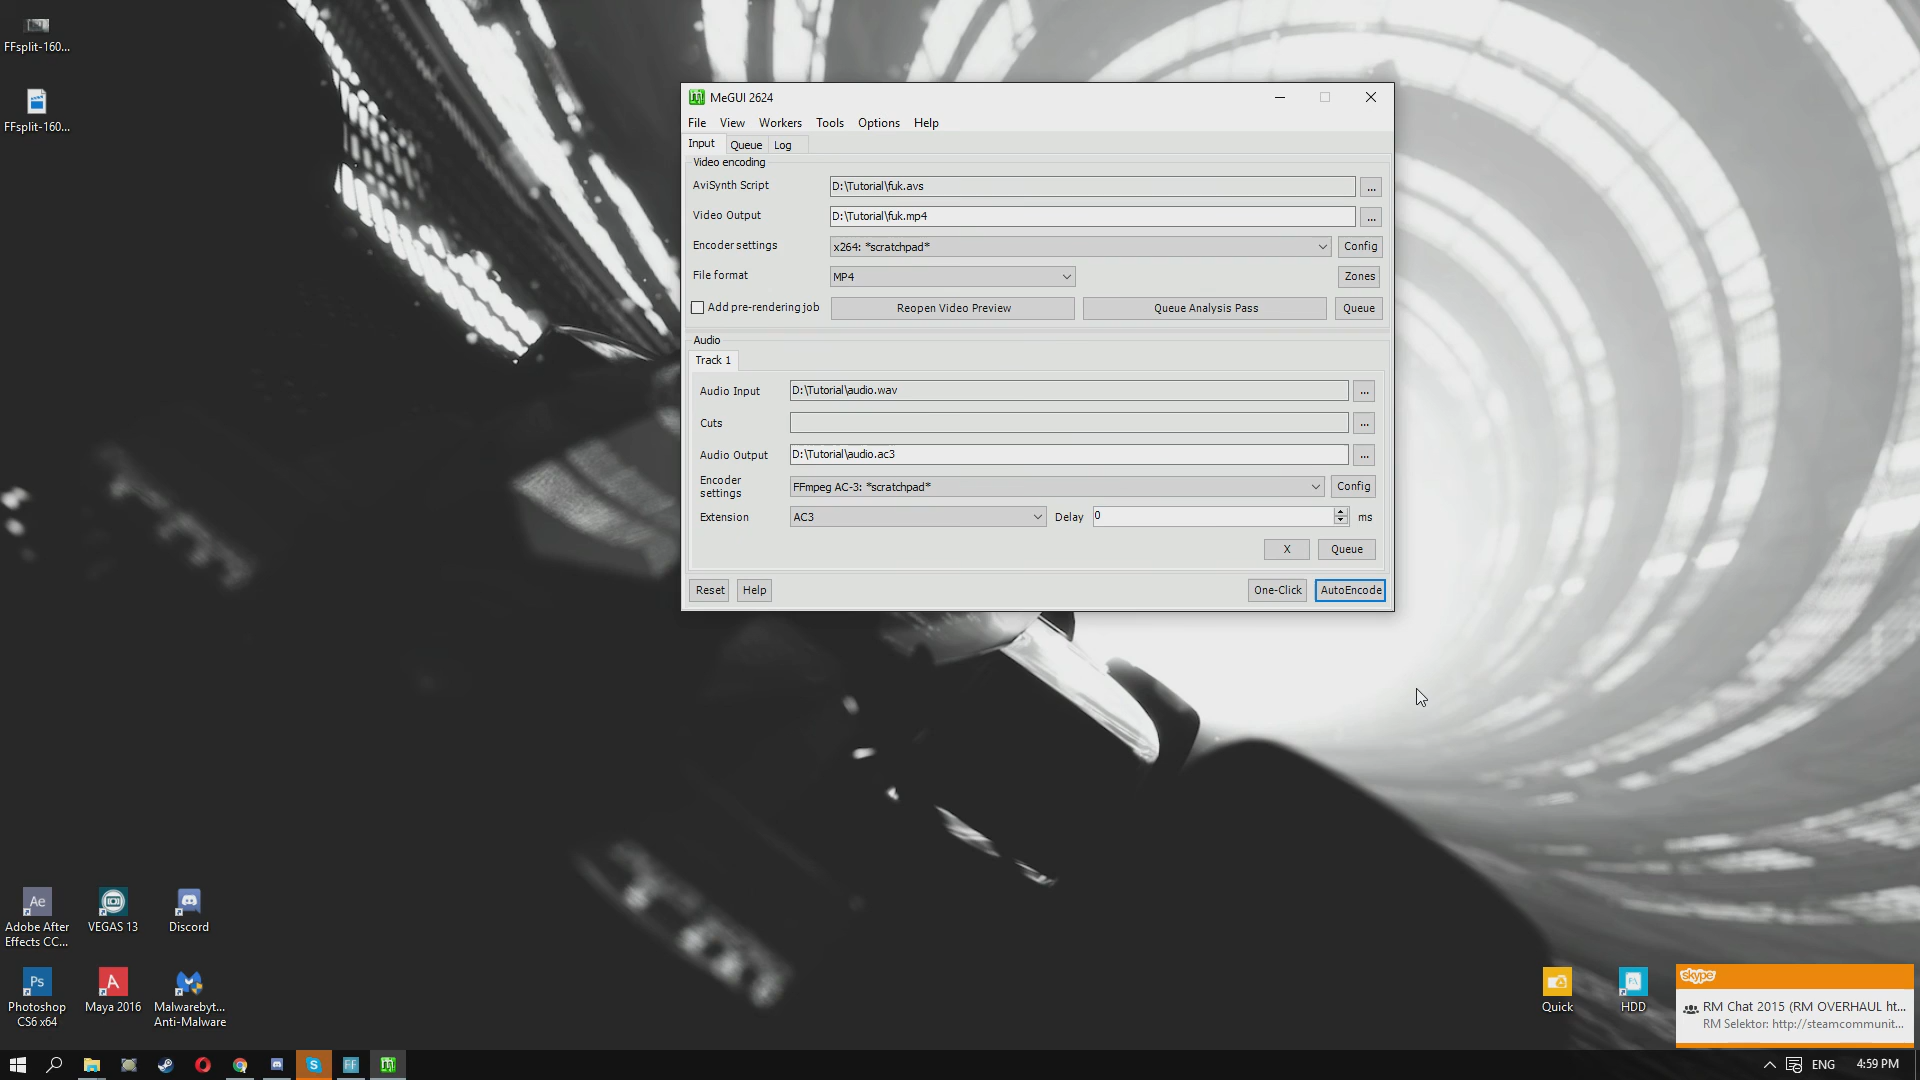 FFsplit-160...
FFsplit-160...
MeGUI 2624
File View Workers Tools Options Help
Input Queue Log
Video encoding
AviSynth Script D:\Tutorial\fuk.avs ...
Video Output D:\Tutorial\fuk.mp4 ...
Encoder settings x264: *scratchpad* Config
File format MP4 Zones
Add pre-rendering job Reopen Video Preview Queue Analysis Pass Queue
Audio
Track 1
Audio Input D:\Tutorial\audio.wav ...
Cuts ...
Audio Output D:\Tutorial\audio.ac3 ...
Encoder
settings FFmpeg AC-3: *scratchpad* Config
Extension AC3 Delay 0 ms
X Queue
Reset Help One-Click AutoEncode
Ae
Adobe After
Effects CC...
VEGAS 13
Discord
Ps
Photoshop
CS6 x64
A
Maya 2016
Malwarebyt...
Anti-Malware
Quick
HDD
skype
RM Chat 2015 (RM OVERHAUL ht...
RM Selektor: http://steamcommunit...
S
FF
ENG 4:59 PM